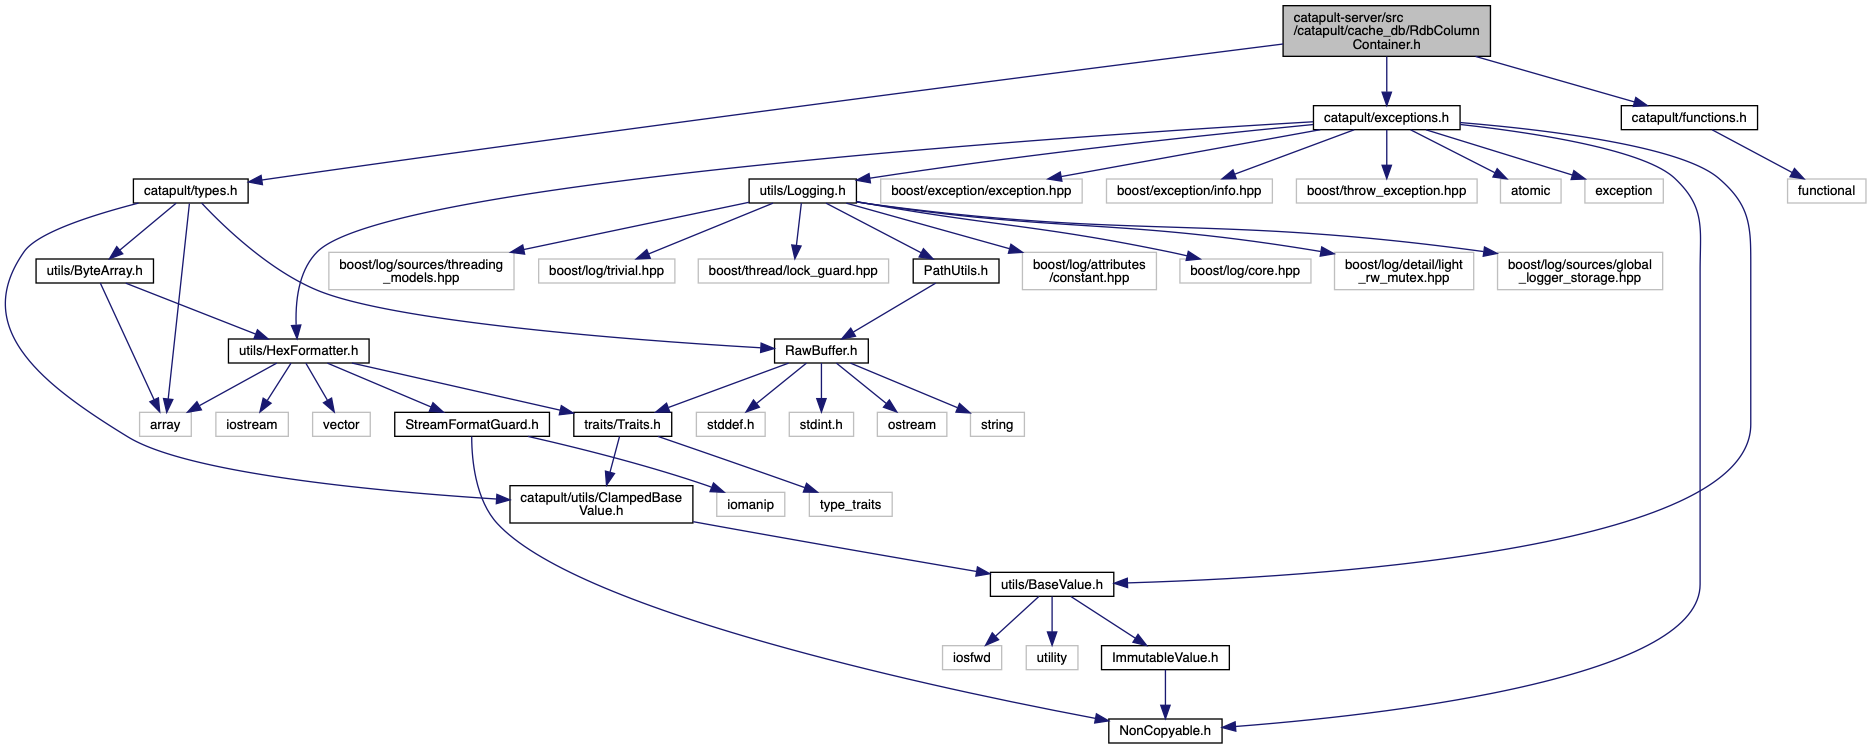 catapult-server/src
/catapult/cache_db/RdbColumn
Container.h
catapult/exceptions.h
catapult/functions.h
catapult/types.h
utils/Logging.h
boost/exception/exception.hpp
boost/exception/info.hpp
boost/throw_exception.hpp
atomic
exception
functional
utils/ByteArray.h
boost/log/sources/threading
_models.hpp
boost/log/trivial.hpp
boost/thread/lock_guard.hpp
PathUtils.h
boost/log/attributes
/constant.hpp
boost/log/core.hpp
boost/log/detail/light
_rw_mutex.hpp
boost/log/sources/global
_logger_storage.hpp
utils/HexFormatter.h
RawBuffer.h
array
iostream
vector
StreamFormatGuard.h
traits/Traits.h
stddef.h
stdint.h
ostream
string
catapult/utils/ClampedBase
Value.h
iomanip
type_traits
utils/BaseValue.h
iosfwd
utility
ImmutableValue.h
NonCopyable.h